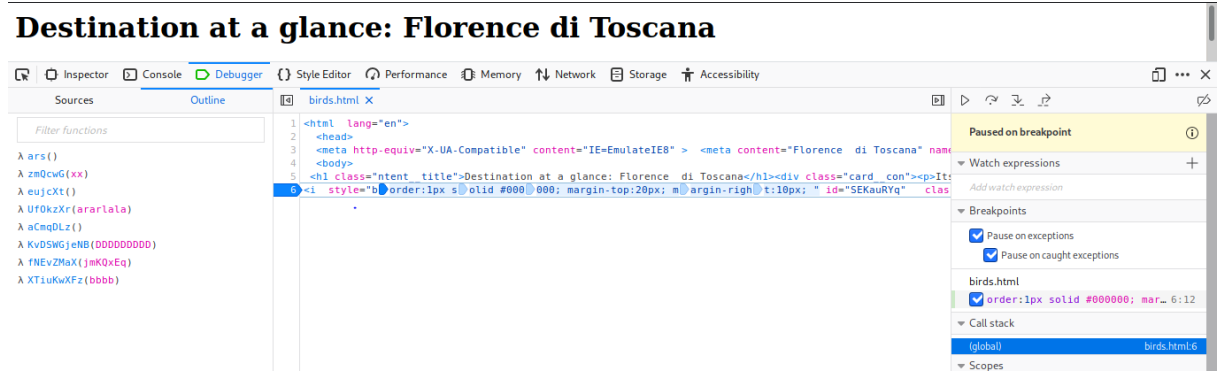 Destination at a glance: Florence di Toscana
Inspector Console Debugger Style Editor Performance Memory Network Storage Accessibility
Sources Outline
birds.html
Filter functions
λ ars()
λ zmQcwG(xx)
λ eujcXt()
λ UfOkzXr(ararlala)
λ aCmqDLz()
λ KvDSWGjeNB(DDDDDDDDD)
λ fNEvZMaX(jmKQxEq)
λ XTiuKwXFz(bbbb)
1 <html lang="en">
2 <head>
3 <meta http-equiv="X-UA-Compatible" content="IE=EmulateIE8" > <meta content="Florence di Toscana" name
4 <body>
5 <h1 class="ntent__title">Destination at a glance: Florence di Toscana</h1><div class="card__con"><p>Its
6 <i style="border:1px solid #000000; margin-top:20px; margin-right:10px; " id="SEKauRYq" clas
Paused on breakpoint
Watch expressions
Add watch expression
Breakpoints
Pause on exceptions
Pause on caught exceptions
birds.html
order:1px solid #000000; mar… 6:12
Call stack
(global) birds.html:6
Scopes